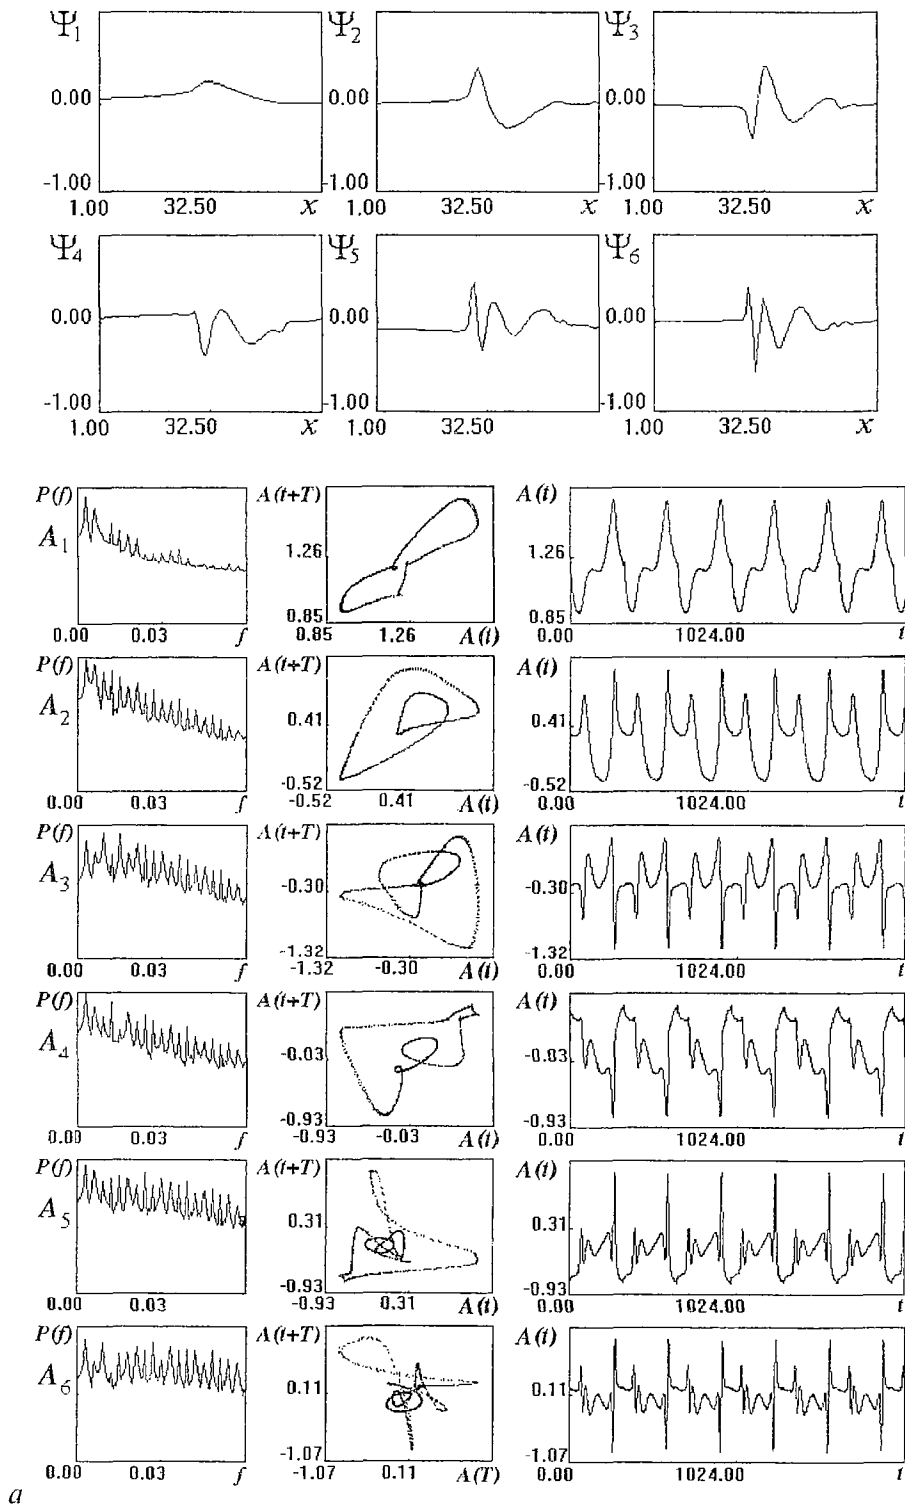 Ψ1 Ψ2 Ψ3
0.00 0.00 0.00
-1.00 -1.00 -1.00
1.00 32.50 x 1.00 32.50 x 1.00 32.50 x
Ψ4 Ψ5 Ψ6
0.00 0.00 0.00
-1.00 -1.00 -1.00
1.00 32.50 x 1.00 32.50 x 1.00 32.50 x
P(f) A(t+T) A(t)
A1 1.26 1.26
0.85 0.85
0.00 0.03 f 0.85 1.26 A(t) 0.00 1024.00 t
P(f) A(t+T) A(t)
A2 0.41 0.41
-0.52 -0.52
0.00 0.03 f -0.52 0.41 A(t) 0.00 1024.00 t
P(f) A(t+T) A(t)
A3 -0.30 -0.30
-1.32 -1.32
0.00 0.03 f -1.32 -0.30 A(t) 0.00 1024.00 t
P(f) A(t+T) A(t)
A4 -0.03 -0.03
-0.93 -0.93
0.00 0.03 f -0.93 -0.03 A(t) 0.00 1024.00 t
P(f) A(t+T) A(t)
A5 0.31 0.31
-0.93 -0.93
0.00 0.03 f -0.93 0.31 A(t) 0.00 1024.00 t
P(f) A(t+T) A(t)
A6 0.11 0.11
-1.07 -1.07
0.00 0.03 f -1.07 0.11 A(T) 0.00 1024.00 t
a